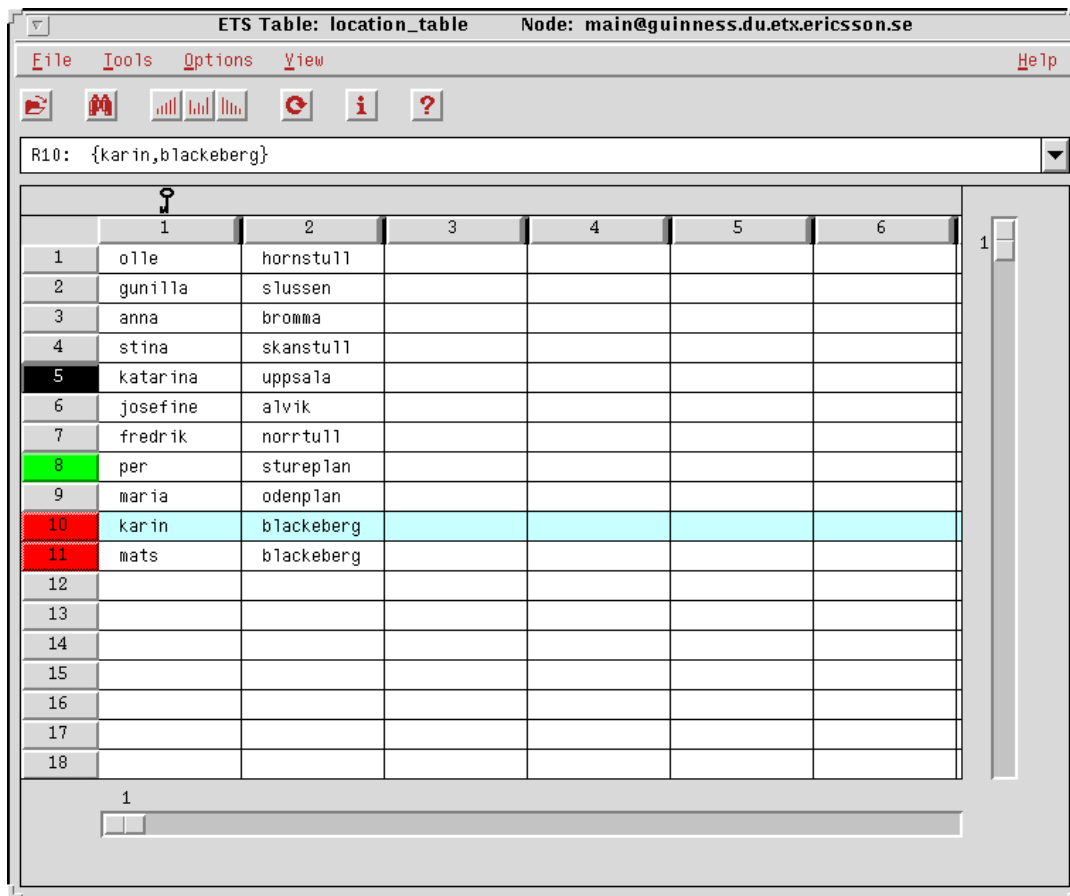 ETS Table: location_table Node: main@guinness.du.etx.ericsson.se
File Tools Options View Help
R10: {karin,blackeberg}
1 2 3 4 5 6
1
1 olle hornstull
2 gunilla slussen
3 anna bromma
4 stina skanstull
5 katarina uppsala
6 josefine alvik
7 fredrik norrtull
8 per stureplan
9 maria odenplan
10 karin blackeberg
11 mats blackeberg
12
13
14
15
16
17
18
1